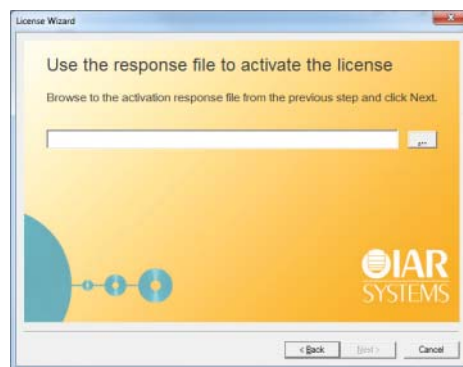 License Wizard
Use the response file to activate the license
Browse to the activation response file from the previous step and click Next.
...
IAR
SYSTEMS
< Back
Next >
Cancel